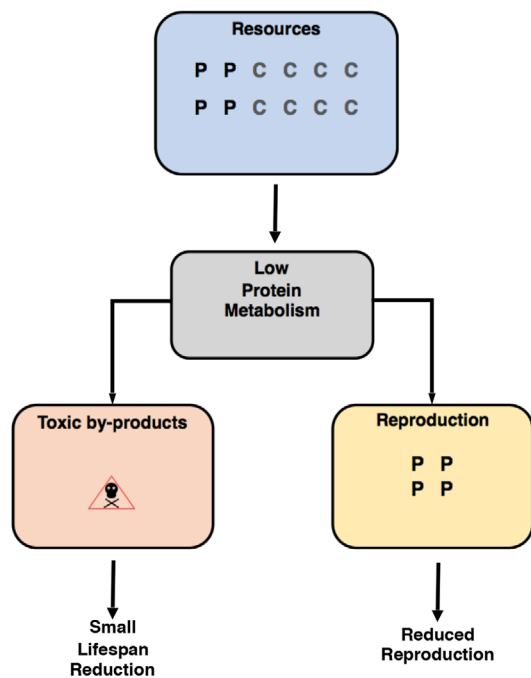 Resources
P P C C C C
P P C C C C
Low
Protein
Metabolism
Toxic by-products
Reproduction
P P
P P
Small
Lifespan
Reduction
Reduced
Reproduction